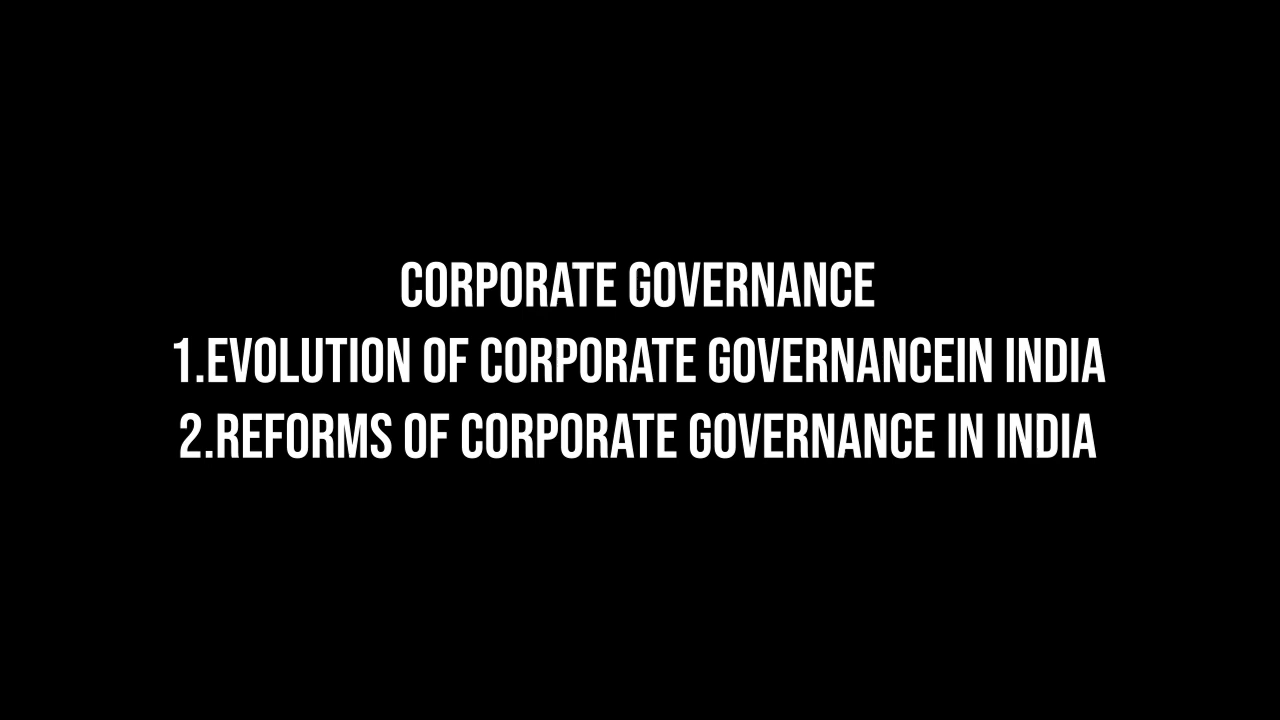 CORPORATE GOVERNANCE
1.EVOLUTION OF CORPORATE GOVERNANCEIN INDIA
2.REFORMS OF CORPORATE GOVERNANCE IN INDIA